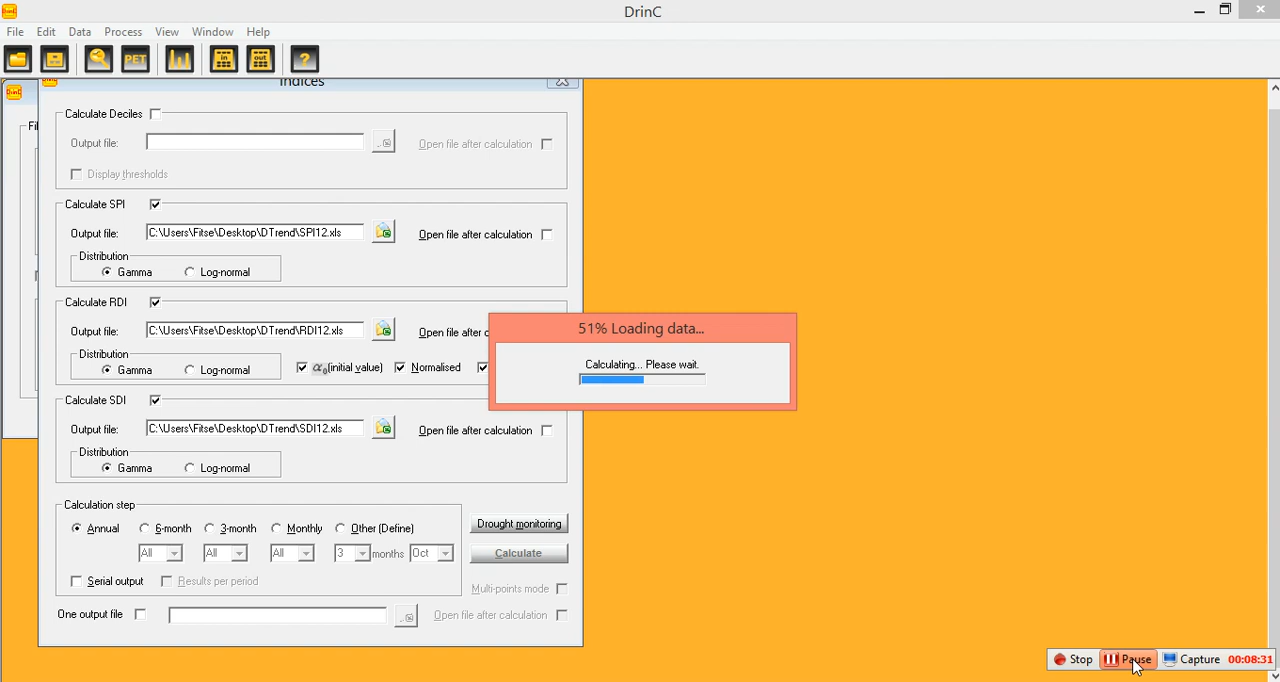 DrinC
File Edit Data Process View Window Help
PET in out ?
Indices
Fil
Calculate Deciles
Output file: Open file after calculation
Display thresholds
Calculate SPI
Output file: C:\Users\Fitse\Desktop\DTrend\SPI12.xls Open file after calculation
Distribution
Gamma Log-normal
Calculate RDI
Output file: C:\Users\Fitse\Desktop\DTrend\RDI12.xls Open file after c
Distribution
Gamma Log-normal α0(initial value) Normalised
51% Loading data...
Calculating... Please wait.
Calculate SDI
Output file: C:\Users\Fitse\Desktop\DTrend\SDI12.xls Open file after calculation
Distribution
Gamma Log-normal
Calculation step
Annual 6-month 3-month Monthly Other (Define) Drought monitoring
All All All 3 months Oct Calculate
Serial output Results per period Multi-points mode
One output file Open file after calculation
Stop Pause Capture 00:08:31